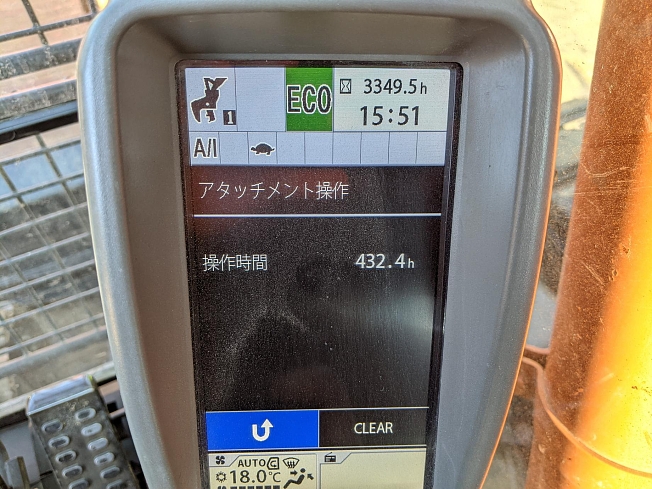 1
ECO
3349.5h
15:51
A/I
アタッチメント操作
操作時間 432.4h
CLEAR
AUTO
18.0℃